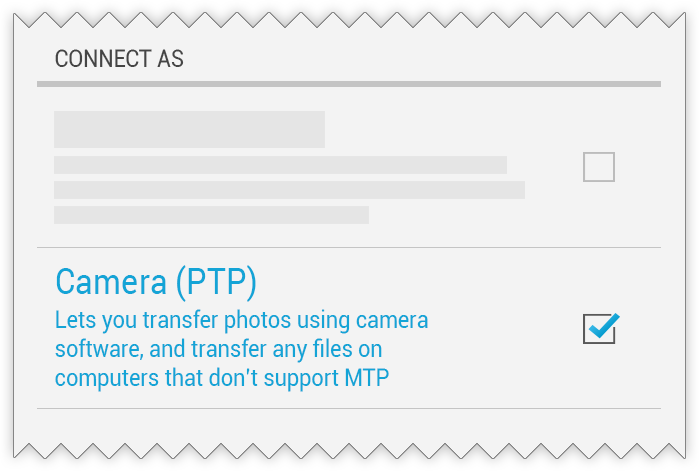 CONNECT AS
Camera (PTP)
Lets you transfer photos using camera
software, and transfer any files on
computers that don't support MTP